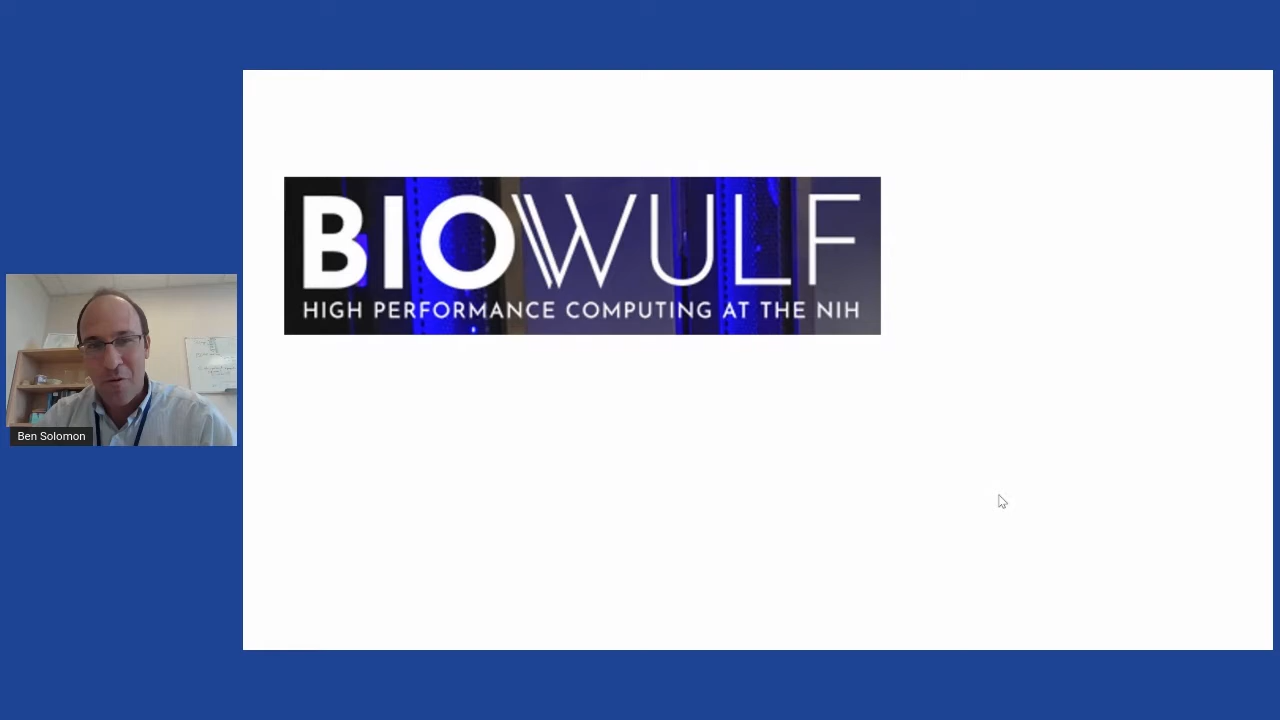 BIOWULF
HIGH PERFORMANCE COMPUTING AT THE NIH
Ben Solomon